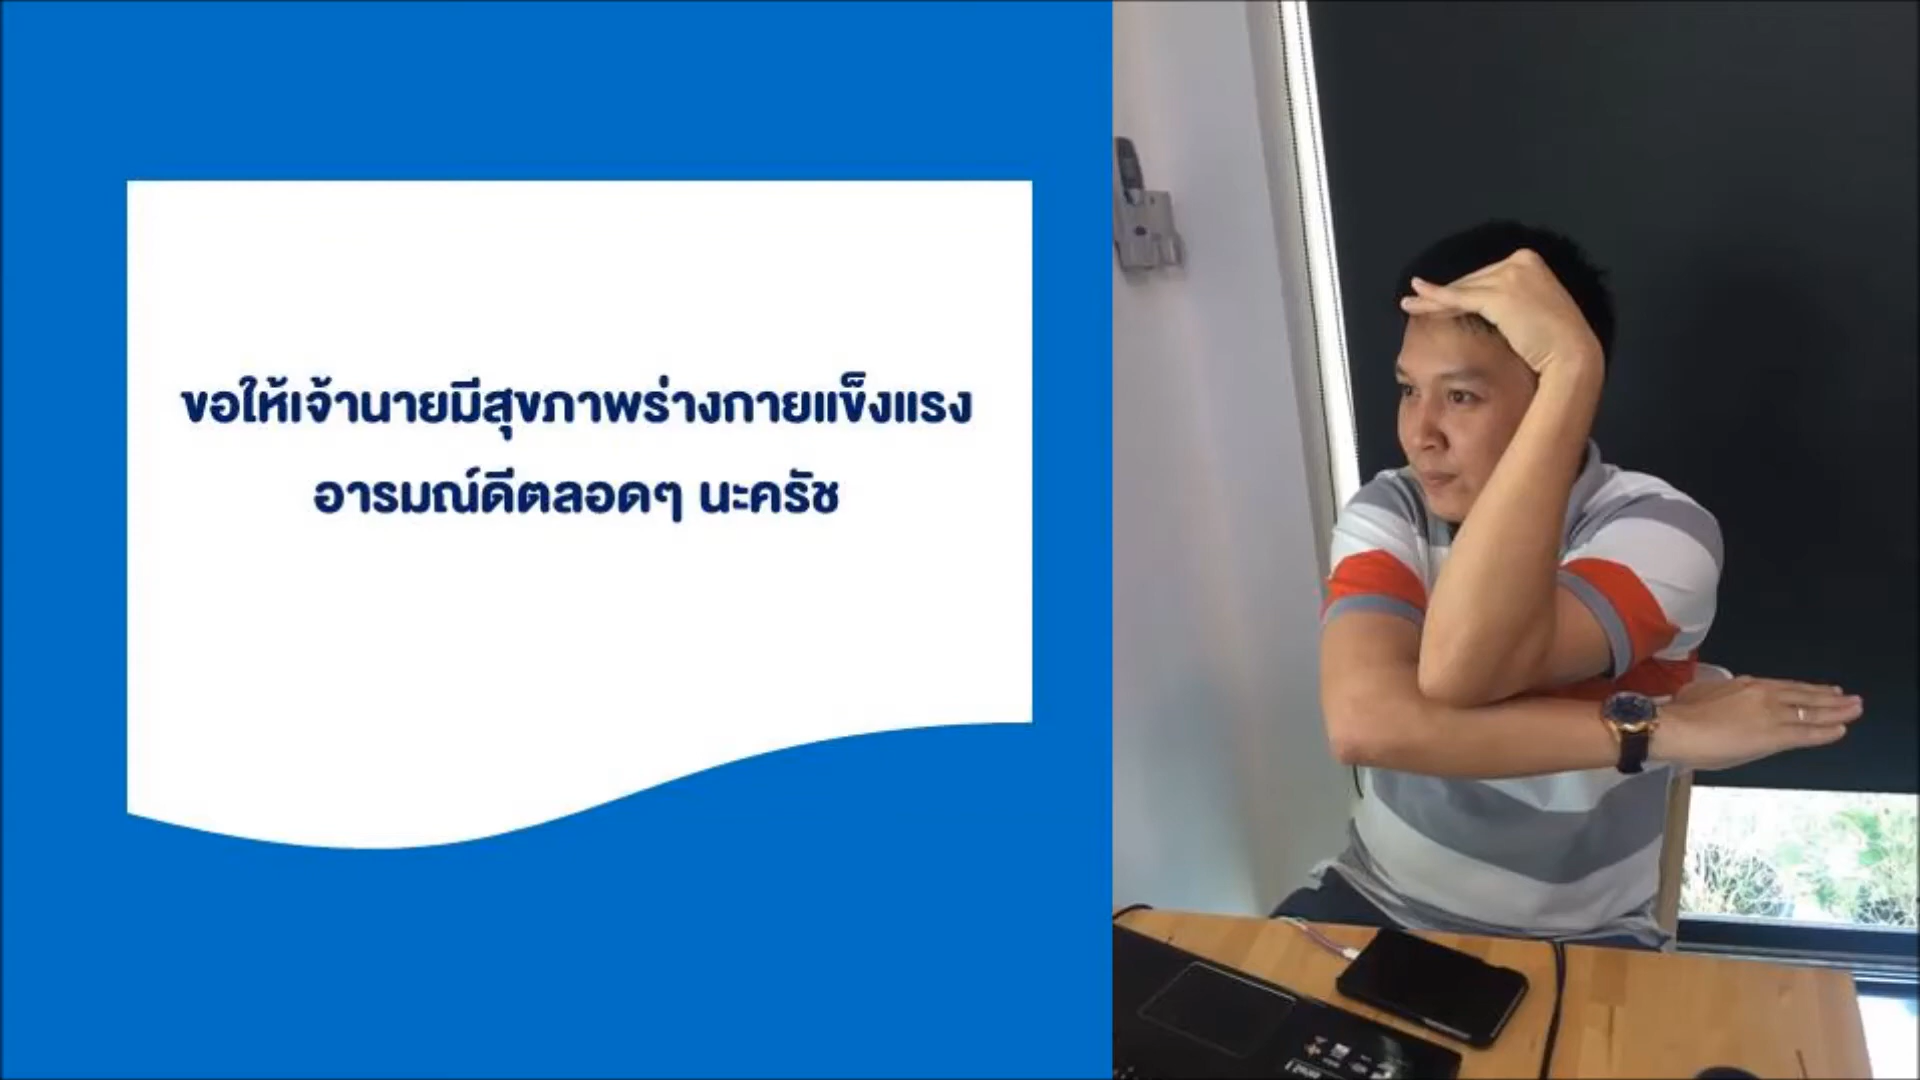 ขอให้เจ้านายมีสุขภาพร่างกายแข็งแรง
อารมณ์ดีตลอดๆ นะครัช